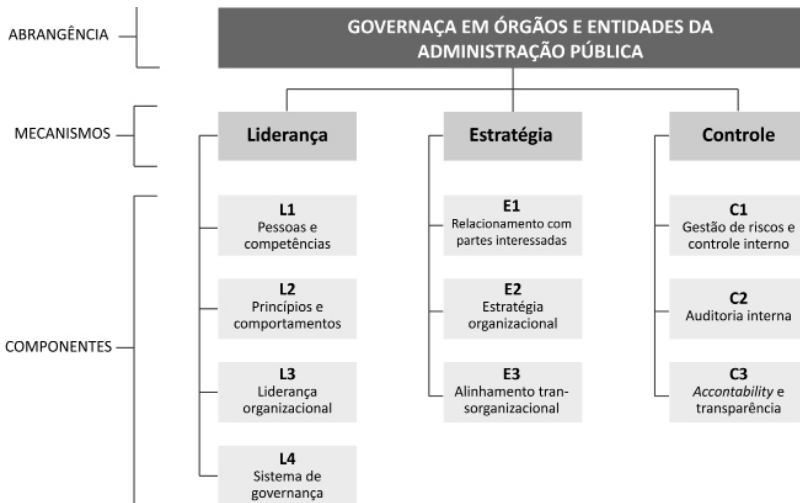 ABRANGÊNCIA
GOVERNAÇA EM ÓRGÃOS E ENTIDADES DA
ADMINISTRAÇÃO PÚBLICA
MECANISMOS
Liderança
Estratégia
Controle
COMPONENTES
L1
Pessoas e
competências
L2
Princípios e
comportamentos
L3
Liderança
organizacional
L4
Sistema de
governança
E1
Relacionamento com
partes interessadas
E2
Estratégia
organizacional
E3
Alinhamento tran-
sorganizacional
C1
Gestão de riscos e
controle interno
C2
Auditoria interna
C3
Accontability e
transparência